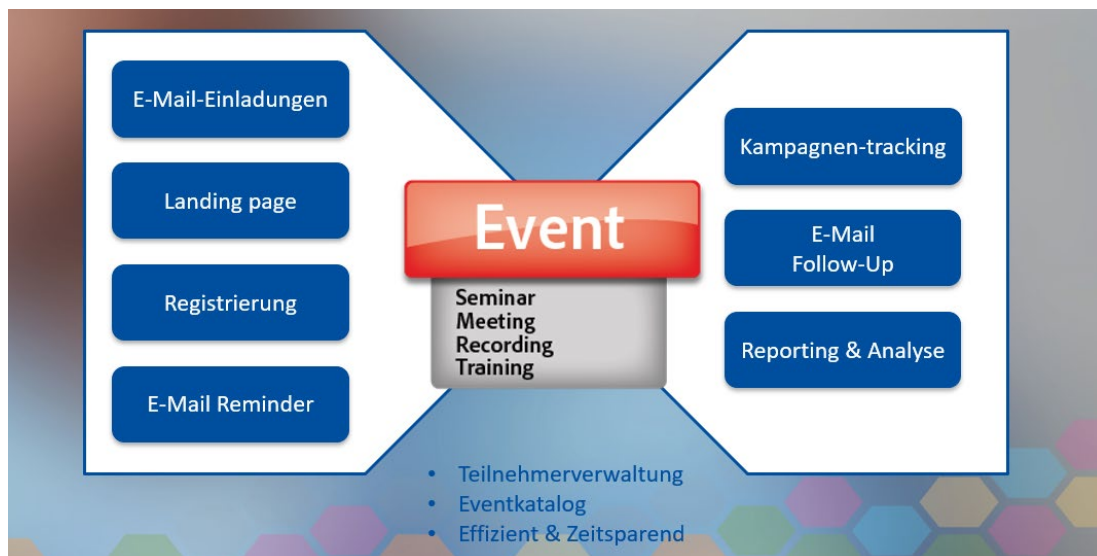 E-Mail-Einladungen
Landing page
Registrierung
E-Mail Reminder
Event
Seminar
Meeting
Recording
Training
Kampagnen-tracking
E-Mail
Follow-Up
Reporting & Analyse
• Teilnehmerverwaltung
• Eventkatalog
• Effizient & Zeitsparend